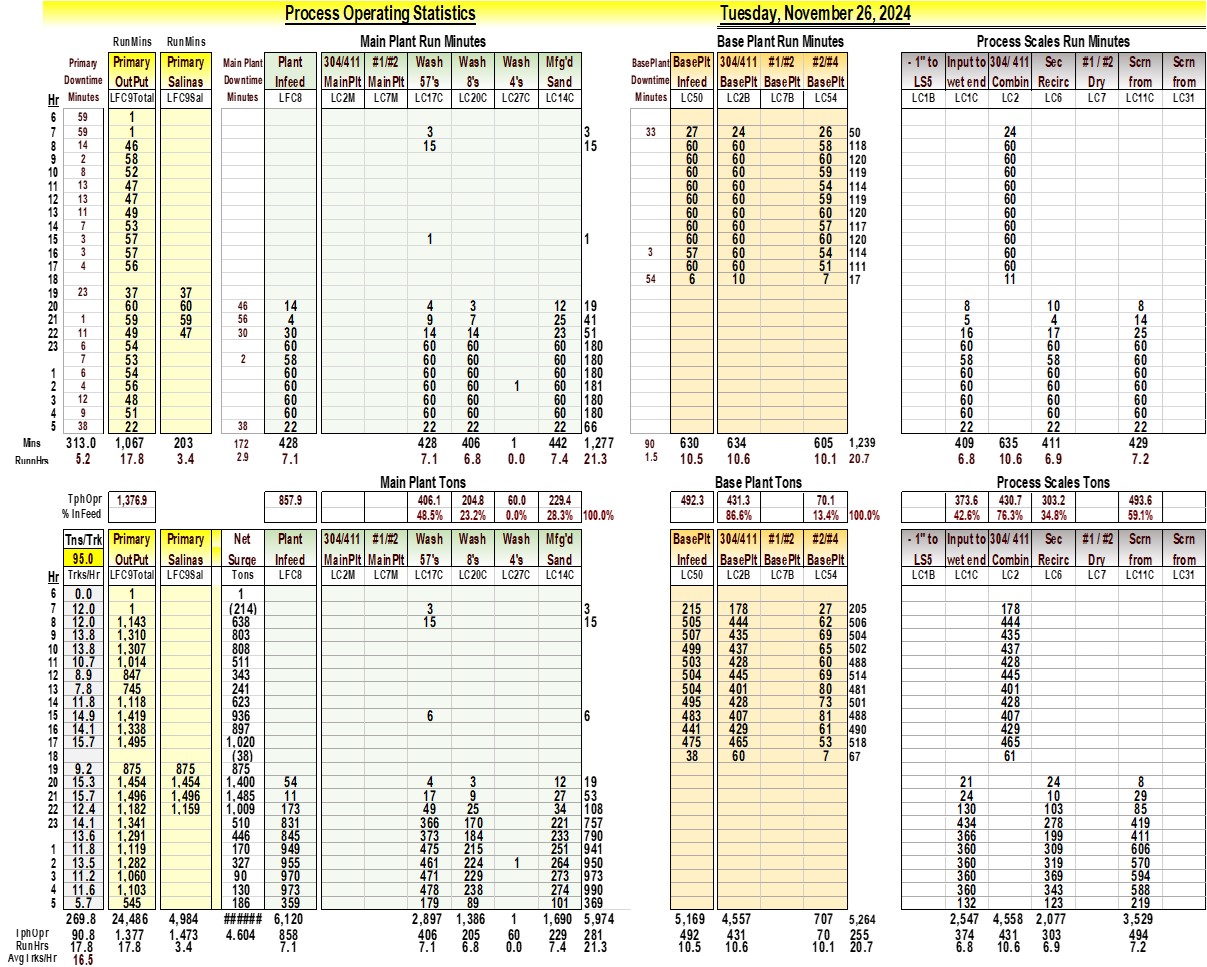 Process Operating Statistics Tuesday, November 26, 2024
RunMins RunMins Main Plant Run Minutes Base Plant Run Minutes Process Scales Run Minutes
Primary Primary Primary Main Plant Plant 304/411 #1/#2 Wash Wash Wash Mfg'd BasePlant BasePlt 304/411 #1/#2 #2/#4 - 1" to Input to 304/ 411 Sec #1 / #2 Scrn Scrn
Downtime OutPut Salinas Downtime Infeed MainPlt MainPlt 57's 8's 4's Sand Downtime Infeed BasePlt BasePlt BasePlt LS5 wet end Combin Recirc Dry from from
Hr Minutes LFC9Total LFC9Sal Minutes LFC8 LC2M LC7M LC17C LC20C LC27C LC14C Minutes LC50 LC2B LC7B LC54 LC1B LC1C LC2 LC6 LC7 LC11C LC31
6 59 1
7 59 1 3 3 33 27 24 26 50 24
8 14 46 15 15 60 60 58 118 60
9 2 58 60 60 60 120 60
10 8 52 60 60 59 119 60
11 13 47 60 60 54 114 60
12 13 47 60 60 59 119 60
13 11 49 60 60 60 120 60
14 7 53 60 60 57 117 60
15 3 57 1 1 60 60 60 120 60
16 3 57 3 57 60 54 114 60
17 4 56 60 60 51 111 60
18 54 6 10 7 17 11
19 23 37 37
20 60 60 46 14 4 3 12 19 8 10 8
21 1 59 59 56 4 9 7 25 41 5 4 14
22 11 49 47 30 30 14 14 23 51 16 17 25
23 6 54 60 60 60 60 180 60 60 60
7 53 2 58 60 60 60 180 58 58 60
1 6 54 60 60 60 60 180 60 60 60
2 4 56 60 60 60 1 60 181 60 60 60
3 12 48 60 60 60 60 180 60 60 60
4 9 51 60 60 60 60 180 60 60 60
5 38 22 38 22 22 22 22 66 22 22 22
Mins 313.0 1,067 203 172 428 428 406 1 442 1,277 90 630 634 605 1,239 409 635 411 429
RunnHrs 5.2 17.8 3.4 2.9 7.1 7.1 6.8 0.0 7.4 21.3 1.5 10.5 10.6 10.1 20.7 6.8 10.6 6.9 7.2
Main Plant Tons Base Plant Tons Process Scales Tons
TphOpr 1,376.9 857.9 406.1 204.8 60.0 229.4 492.3 431.3 70.1 373.6 430.7 303.2 493.6
% InFeed 48.5% 23.2% 0.0% 28.3% 100.0% 86.6% 13.4% 100.0% 42.6% 76.3% 34.8% 59.1%
Tns/Trk Primary Primary Net Plant 304/411 #1/#2 Wash Wash Wash Mfg'd BasePlt 304/411 #1/#2 #2/#4 - 1" to Input to 304/ 411 Sec #1 / #2 Scrn Scrn
95.0 OutPut Salinas Surge Infeed MainPlt MainPlt 57's 8's 4's Sand Infeed BasePlt BasePlt BasePlt LS5 wet end Combin Recirc Dry from from
Hr Trks/Hr LFC9Total LFC9Sal Tons LFC8 LC2M LC7M LC17C LC20C LC27C LC14C LC50 LC2B LC7B LC54 LC1B LC1C LC2 LC6 LC7 LC11C LC31
6 0.0 1 1
7 12.0 1 (214) 3 3 215 178 27 205 178
8 12.0 1,143 638 15 15 505 444 62 506 444
9 13.8 1,310 803 507 435 69 504 435
10 13.8 1,307 808 499 437 65 502 437
11 10.7 1,014 511 503 428 60 488 428
12 8.9 847 343 504 445 69 514 445
13 7.8 745 241 504 401 80 481 401
14 11.8 1,118 623 495 428 73 501 428
15 14.9 1,419 936 6 6 483 407 81 488 407
16 14.1 1,338 897 441 429 61 490 429
17 15.7 1,495 1,020 475 465 53 518 465
18 (38) 38 60 7 67 61
19 9.2 875 875 875
20 15.3 1,454 1,454 1,400 54 4 3 12 19 21 24 8
21 15.7 1,496 1,496 1,485 11 17 9 27 53 24 10 29
22 12.4 1,182 1,159 1,009 173 49 25 34 108 130 103 85
23 14.1 1,341 510 831 366 170 221 757 434 278 419
13.6 1,291 446 845 373 184 233 790 366 199 411
1 11.8 1,119 170 949 475 215 251 941 360 309 606
2 13.5 1,282 327 955 461 224 1 264 950 360 319 570
3 11.2 1,060 90 970 471 229 273 973 360 369 594
4 11.6 1,103 130 973 478 238 274 990 360 343 588
5 5.7 545 186 359 179 89 101 369 132 123 219
269.8 24,486 4,984 ###### 6,120 2,897 1,386 1 1,690 5,974 5,169 4,557 707 5,264 2,547 4,558 2,077 3,529
TphOpr 90.8 1,377 1,473 4.604 858 406 205 60 229 281 492 431 70 255 374 431 303 494
RunHrs 17.8 17.8 3.4 7.1 7.1 6.8 0.0 7.4 21.3 10.5 10.6 10.1 20.7 6.8 10.6 6.9 7.2
Avg Trks/Hr 16.5